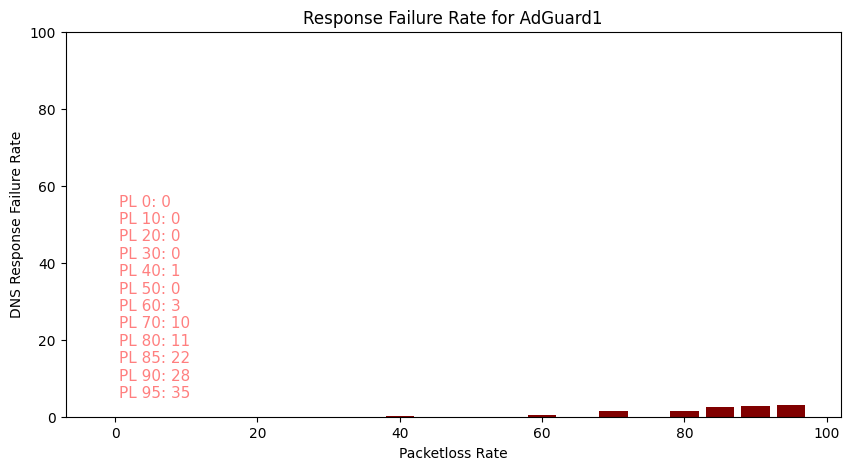 Response Failure Rate for AdGuard1
100
80
60
40
20
0
DNS Response Failure Rate
PL 0: 0
PL 10: 0
PL 20: 0
PL 30: 0
PL 40: 1
PL 50: 0
PL 60: 3
PL 70: 10
PL 80: 11
PL 85: 22
PL 90: 28
PL 95: 35
0 20 40 60 80 100
Packetloss Rate